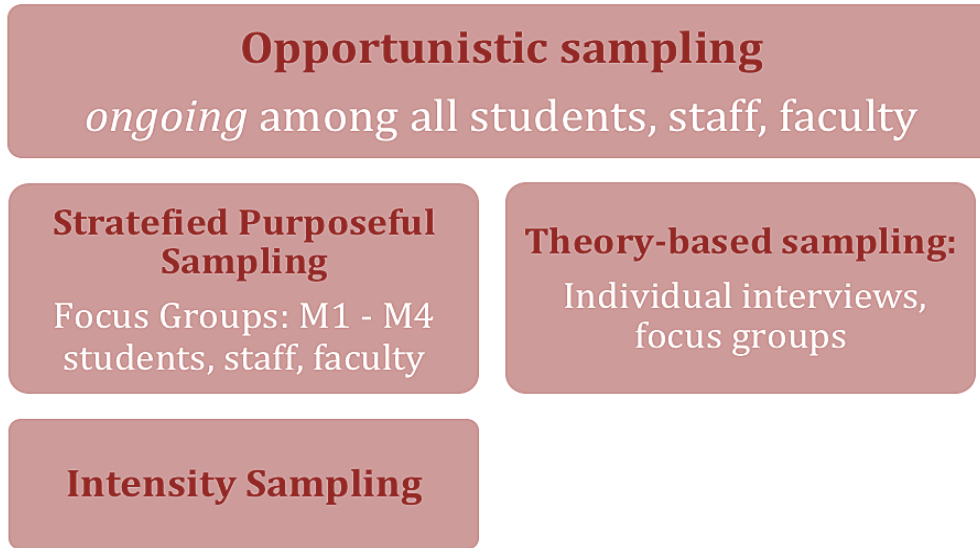 Opportunistic sampling
ongoing among all students, staff, faculty
Stratefied Purposeful
Sampling
Focus Groups: M1 - M4
students, staff, faculty
Theory-based sampling:
Individual interviews,
focus groups
Intensity Sampling